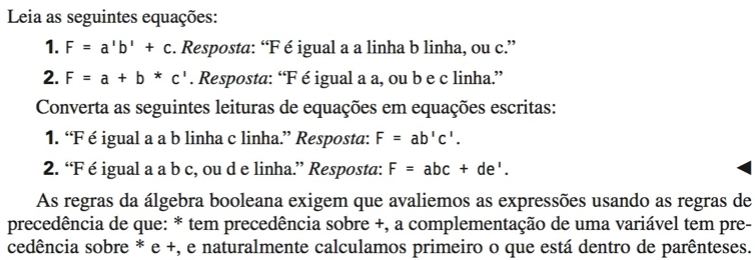 Leia as seguintes equações:
1. F = a'b' + c. Resposta: “F é igual a a linha b linha, ou c.”
2. F = a + b * c'. Resposta: “F é igual a a, ou b e c linha.”
Converta as seguintes leituras de equações em equações escritas:
1. “F é igual a a b linha c linha.” Resposta: F = ab'c'.
2. “F é igual a a b c, ou d e linha.” Resposta: F = abc + de'. ◄
As regras da álgebra booleana exigem que avaliemos as expressões usando as regras de
precedência de que: * tem precedência sobre +, a complementação de uma variável tem pre-
cedência sobre * e +, e naturalmente calculamos primeiro o que está dentro de parênteses.